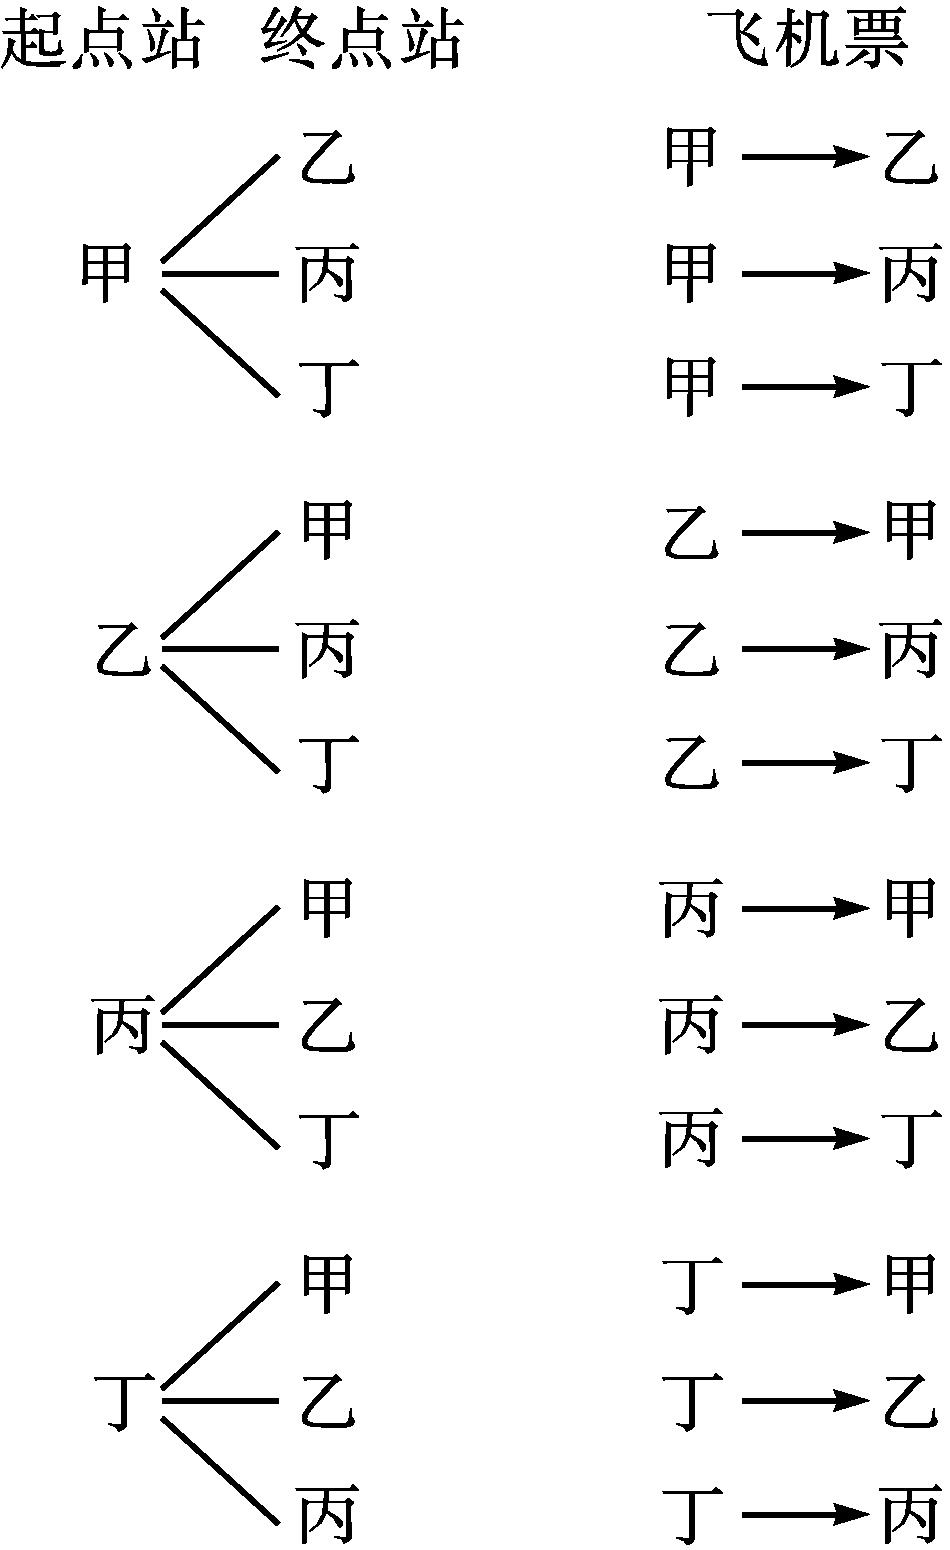 起点站 终点站 飞机票
乙 甲 → 乙
甲 丙 甲 → 丙
丁 甲 → 丁
甲 乙 → 甲
乙 丙 乙 → 丙
丁 乙 → 丁
甲 丙 → 甲
丙 乙 丙 → 乙
丁 丙 → 丁
甲 丁 → 甲
丁 乙 丁 → 乙
丙 丁 → 丙